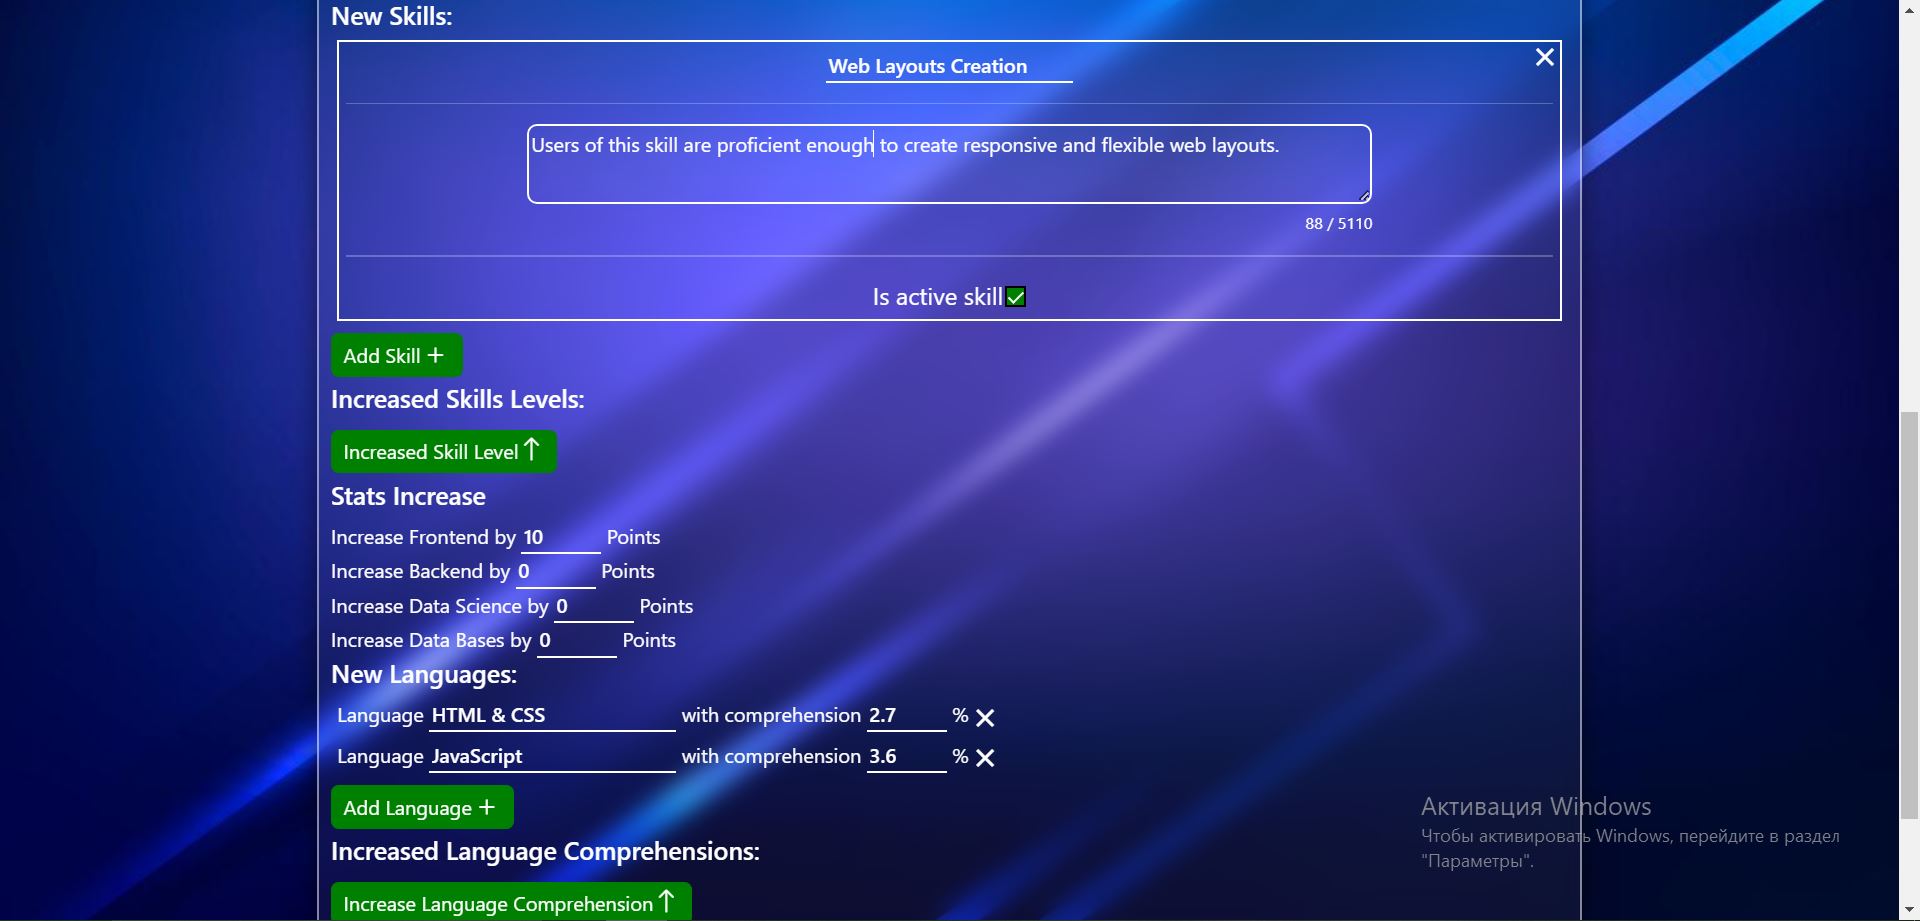 New Skills:
Web Layouts Creation
Users of this skill are proficient enough to create responsive and flexible web layouts.
88 / 5110
Is active skill
Add Skill +
Increased Skills Levels:
Increased Skill Level ↑
Stats Increase
Increase Frontend by 10 Points
Increase Backend by 0 Points
Increase Data Science by 0 Points
Increase Data Bases by 0 Points
New Languages:
Language HTML & CSS with comprehension 2.7 %
Language JavaScript with comprehension 3.6 %
Add Language +
Increased Language Comprehensions:
Increase Language Comprehension ↑
Активация Windows
Чтобы активировать Windows, перейдите в раздел
"Параметры".